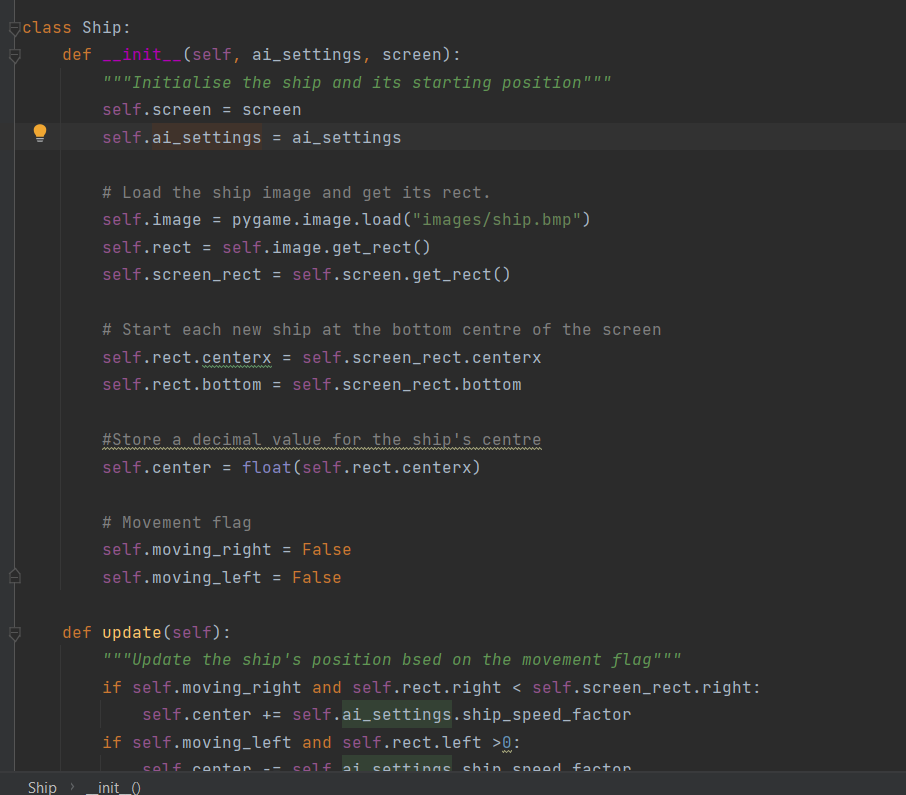 class Ship:
    def __init__(self, ai_settings, screen):
        """Initialise the ship and its starting position"""
        self.screen = screen
        self.ai_settings = ai_settings
        # Load the ship image and get its rect.
        self.image = pygame.image.load("images/ship.bmp")
        self.rect = self.image.get_rect()
        self.screen_rect = self.screen.get_rect()
        # Start each new ship at the bottom centre of the screen
        self.rect.centerx = self.screen_rect.centerx
        self.rect.bottom = self.screen_rect.bottom
        #Store a decimal value for the ship's centre
        self.center = float(self.rect.centerx)
        # Movement flag
        self.moving_right = False
        self.moving_left = False
    def update(self):
        """Update the ship's position bsed on the movement flag"""
        if self.moving_right and self.rect.right < self.screen_rect.right:
            self.center += self.ai_settings.ship_speed_factor
        if self.moving_left and self.rect.left >0:
            self.center -= self.ai_settings.ship_speed_factor
Ship › __init__()